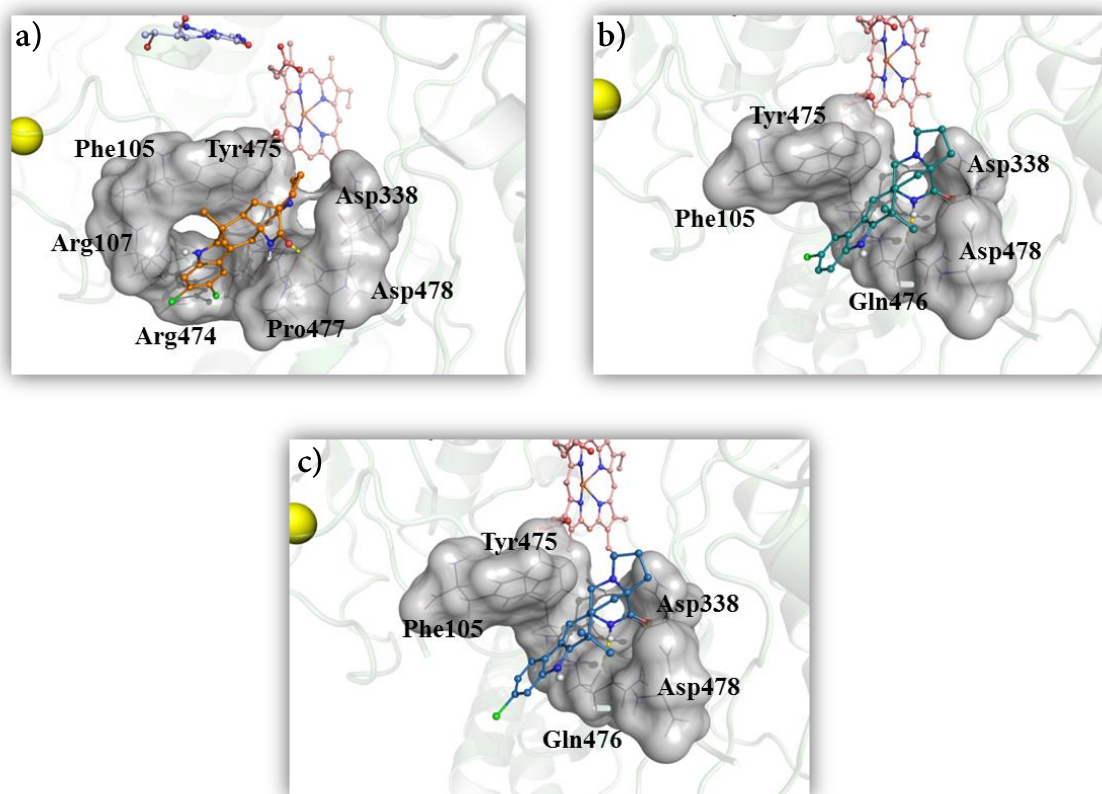 a)
Phe105
Tyr475
Asp338
Arg107
Asp478
Pro477
Arg474
b)
Tyr475
Asp338
Phe105
Asp478
Gln476
c)
Tyr475
Asp338
Phe105
Asp478
Gln476